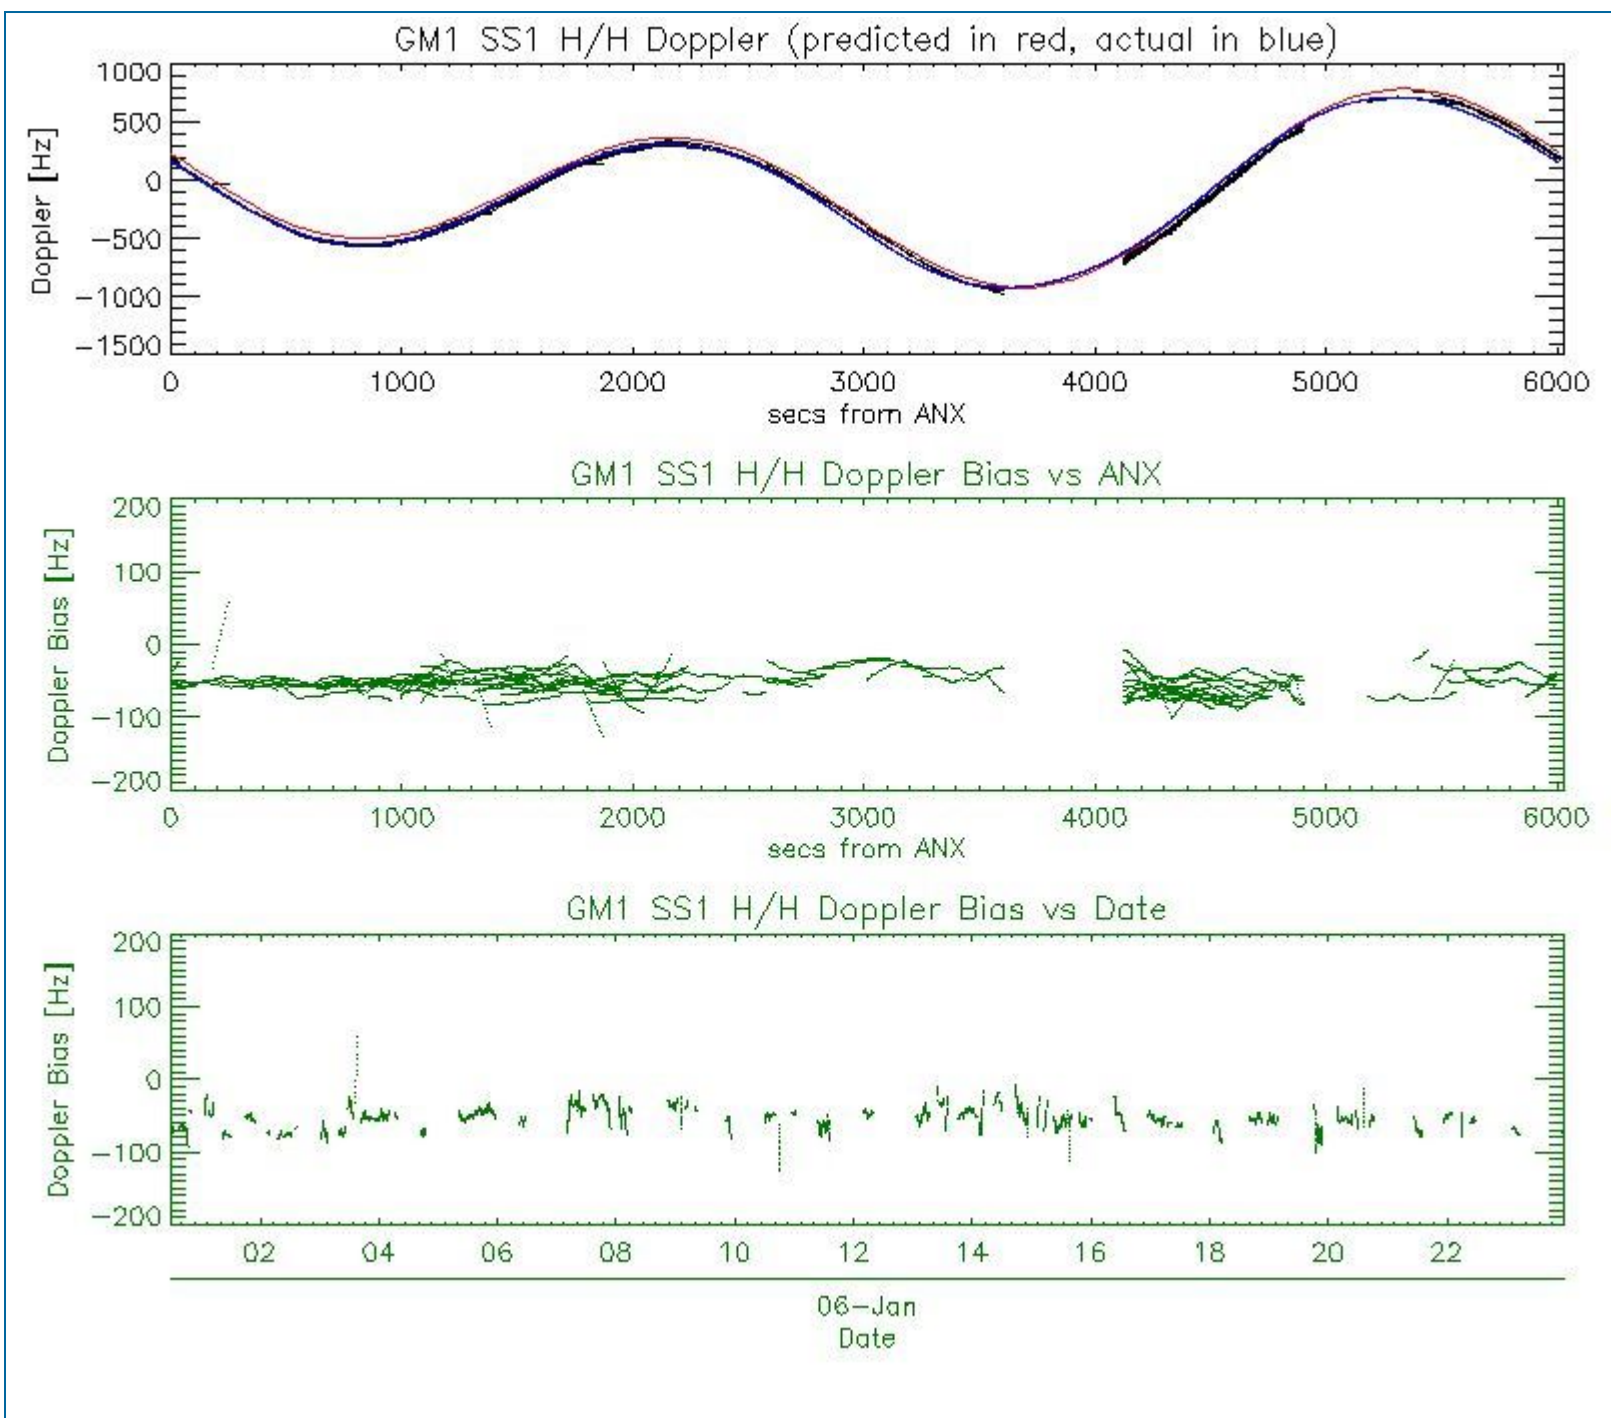 GM1 SS1 H/H Doppler (predicted in red, actual in blue)
Doppler [Hz]
1000
500
0
-500
-1000
-1500
0 1000 2000 3000 4000 5000 6000
secs from ANX
GM1 SS1 H/H Doppler Bias vs ANX
Doppler Bias [Hz]
200
100
0
-100
-200
0 1000 2000 3000 4000 5000 6000
secs from ANX
GM1 SS1 H/H Doppler Bias vs Date
Doppler Bias [Hz]
200
100
0
-100
-200
02 04 06 08 10 12 14 16 18 20 22
06-Jan
Date